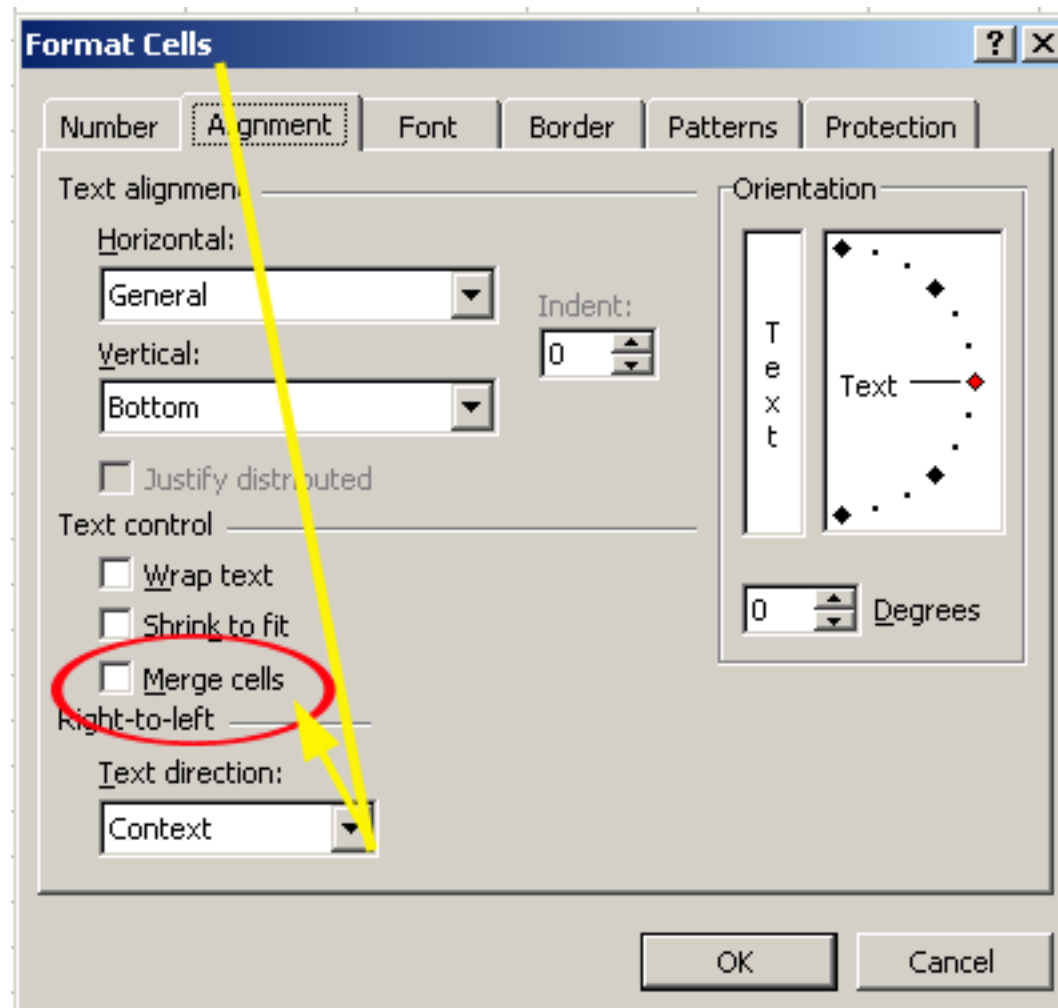 Format Cells
Number Alignment Font Border Patterns Protection
Text alignment
Horizontal:
General
Indent:
0
Vertical:
Bottom
Justify distributed
Text control
Wrap text
Shrink to fit
Merge cells
Right-to-left
Text direction:
Context
Orientation
Text
Text
0 Degrees
OK Cancel